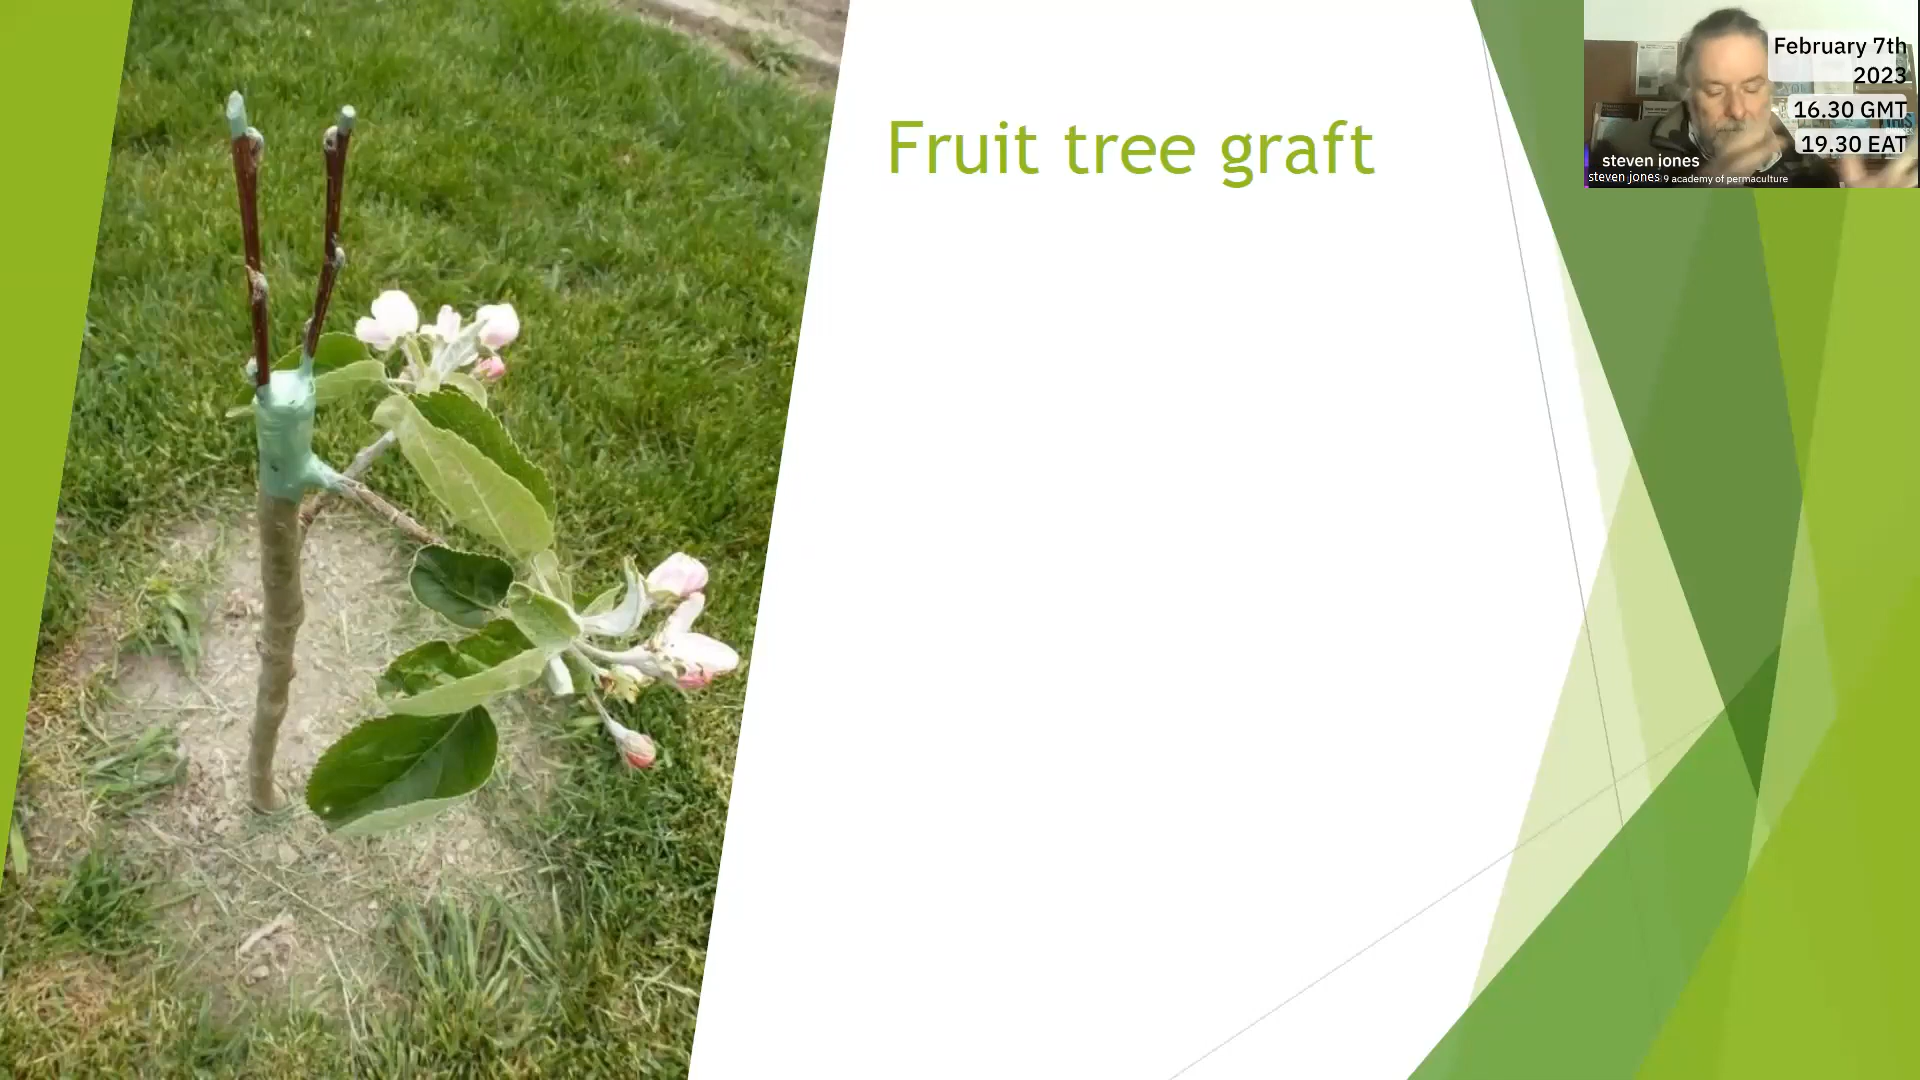 Fruit tree graft
February 7th
2023
16.30 GMT
19.30 EAT
steven jones
steven jones 9 academy of permaculture